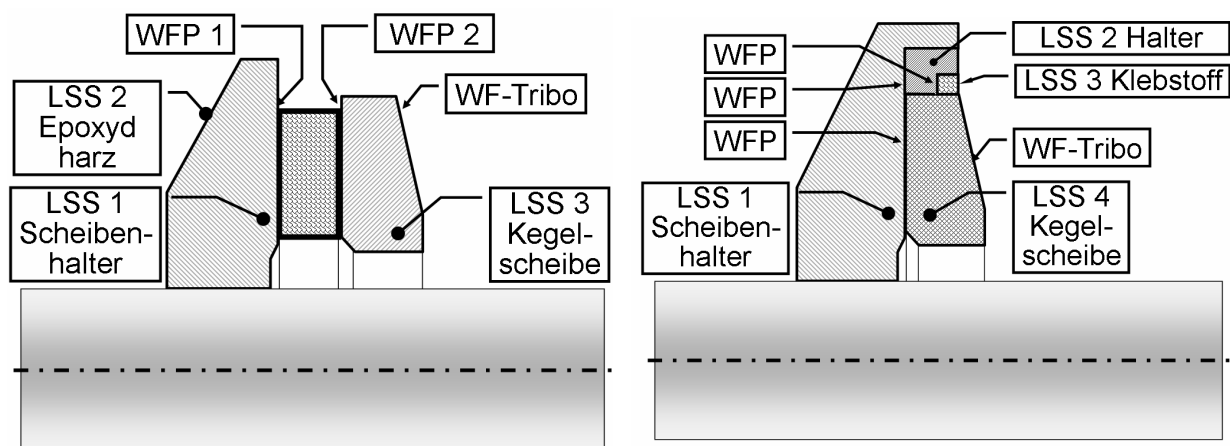 WFP 1
WFP 2
LSS 2
Epoxyd
harz
WF-Tribo
LSS 1
Scheiben-
halter
LSS 3
Kegel-
scheibe
LSS 2 Halter
WFP
LSS 3 Klebstoff
WFP
WFP
WF-Tribo
LSS 1
Scheiben-
halter
LSS 4
Kegel-
scheibe